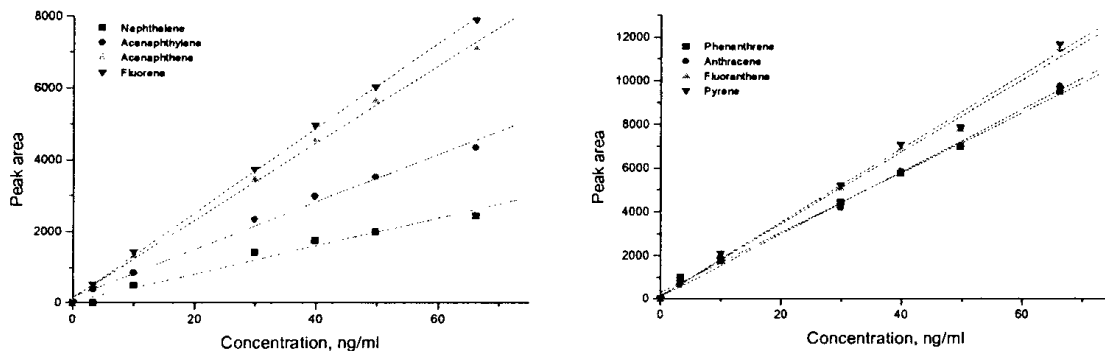 8000
6000
4000
2000
0
Peak area
Naphthalene
Acenaphthylene
Acenaphthene
Fluorene
0 20 40 60
Concentration, ng/ml
12000
10000
8000
6000
4000
2000
0
Peak area
Phenanthrene
Anthracene
Fluoranthene
Pyrene
0 20 40 60
Concentration, ng/ml